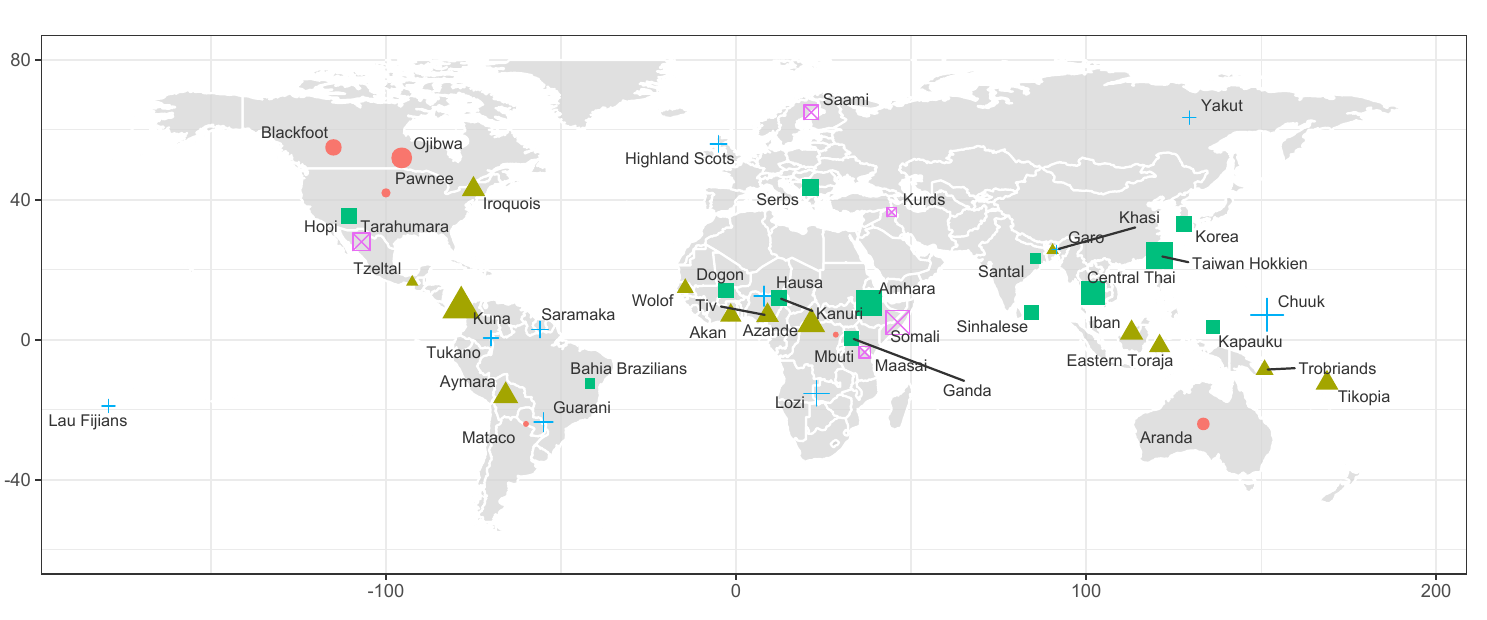 80
Saami
Yakut
Blackfoot
Ojibwa
Highland Scots
Pawnee
40
Iroquois
Serbs
Kurds
Hopi
Tarahumara
Khasi
Garo
Korea
Tzeltal
Dogon
Hausa
Santal
Taiwan Hokkien
Central Thai
Wolof
Tiv
Amhara
Kuna
Saramaka
Akan
Azande
Kanuri
Somali
Sinhalese
Iban
Chuuk
0
Tukano
Mbuti
Maasai
Eastern Toraja
Kapauku
Aymara
Bahia Brazilians
Ganda
Trobriands
Tikopia
Lau Fijians
Guarani
Lozi
Mataco
Aranda
-40
-100
0
100
200